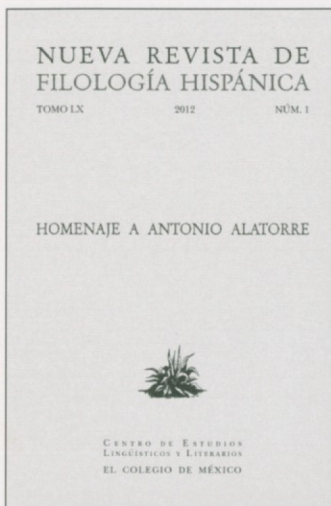 NUEVA REVISTA DE
FILOLOGÍA HISPÁNICA
TOMO LX 2012 NÚM. 1
HOMENAJE A ANTONIO ALATORRE
CENTRO DE ESTUDIOS
LINGÜÍSTICOS Y LITERARIOS
EL COLEGIO DE MÉXICO